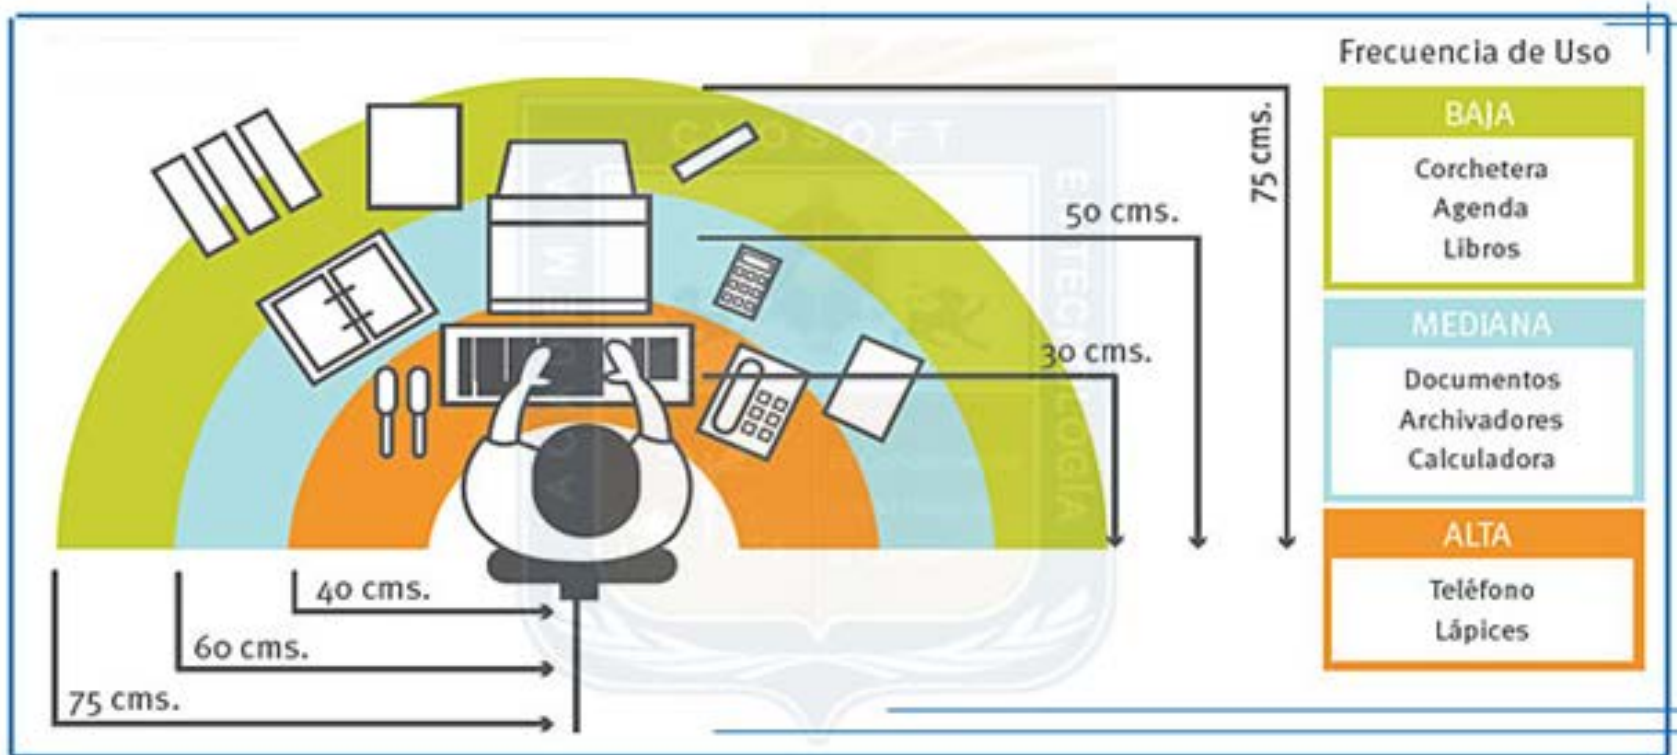 Frecuencia de Uso
BAJA
Corchetera
Agenda
Libros
MEDIANA
Documentos
Archivadores
Calculadora
ALTA
Teléfono
Lápices
75 cms.
50 cms.
30 cms.
40 cms.
60 cms.
75 cms.